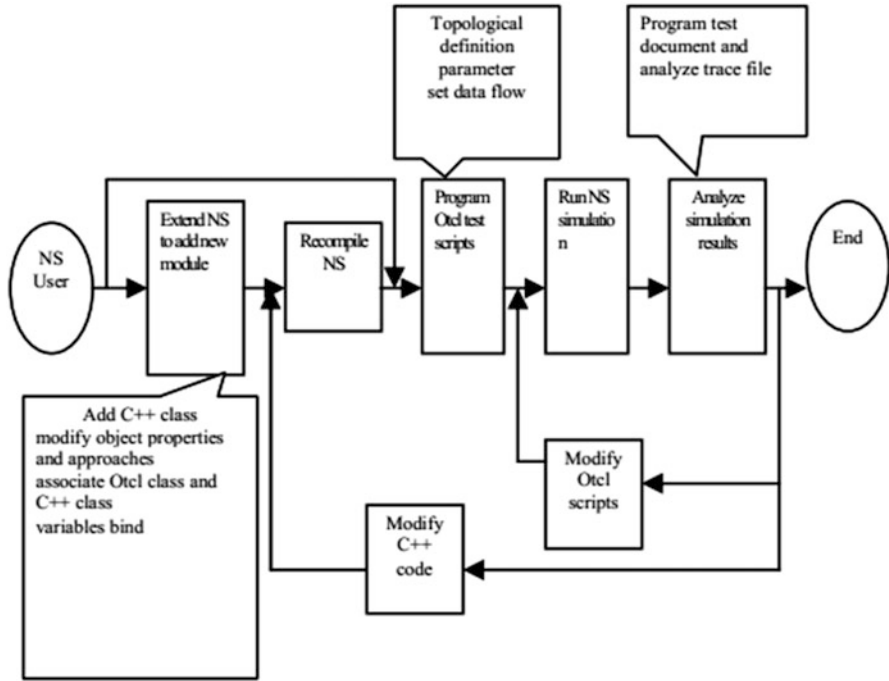 Topological
definition
parameter
set data flow
Program test
document and
analyze trace file
NS
User
Extend NS
to add new
module
Recompile
NS
Program
Otcl test
scripts
Run NS
simulatio
n
Analyze
simulation
results
End
Add C++ class
modify object properties
and approaches
associate Otcl class and
C++ class
variables bind
Modify
Otcl
scripts
Modify
C++
code